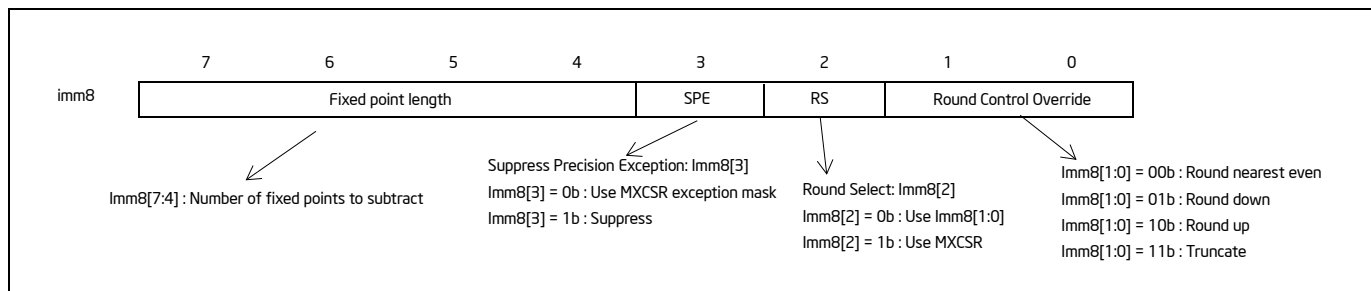 7 6 5 4 3 2 1 0
imm8 Fixed point length SPE RS Round Control Override
Imm8[7:4] : Number of fixed points to subtract
Suppress Precision Exception: Imm8[3]
Imm8[3] = 0b : Use MXCSR exception mask
Imm8[3] = 1b : Suppress
Round Select: Imm8[2]
Imm8[2] = 0b : Use Imm8[1:0]
Imm8[2] = 1b : Use MXCSR
Imm8[1:0] = 00b : Round nearest even
Imm8[1:0] = 01b : Round down
Imm8[1:0] = 10b : Round up
Imm8[1:0] = 11b : Truncate